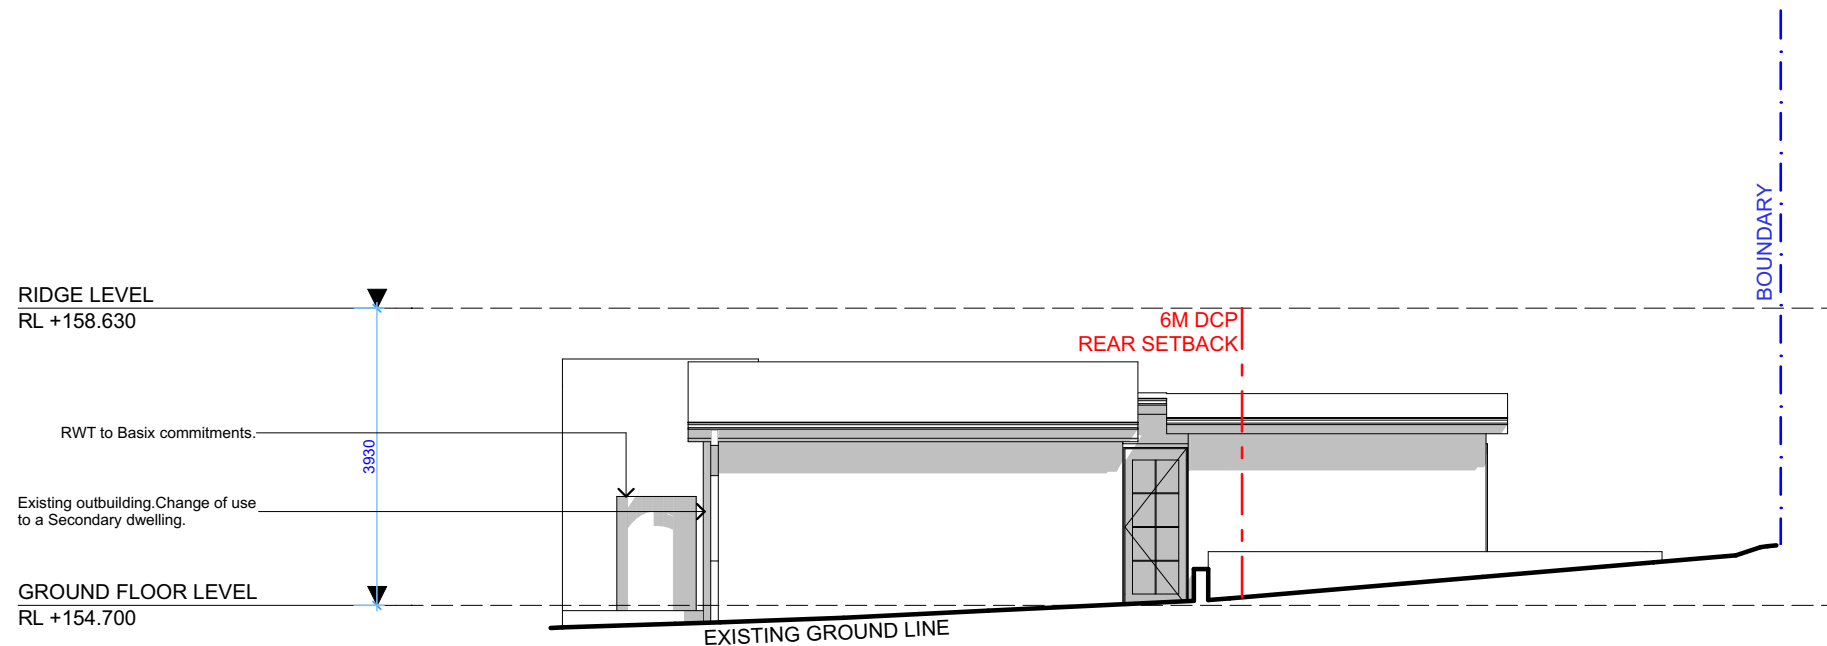 BOUNDARY
RIDGE LEVEL
RL +158.630
6M DCP
REAR SETBACK
RWT to Basix commitments.
3930
Existing outbuilding.Change of use
to a Secondary dwelling.
GROUND FLOOR LEVEL
RL +154.700
EXISTING GROUND LINE